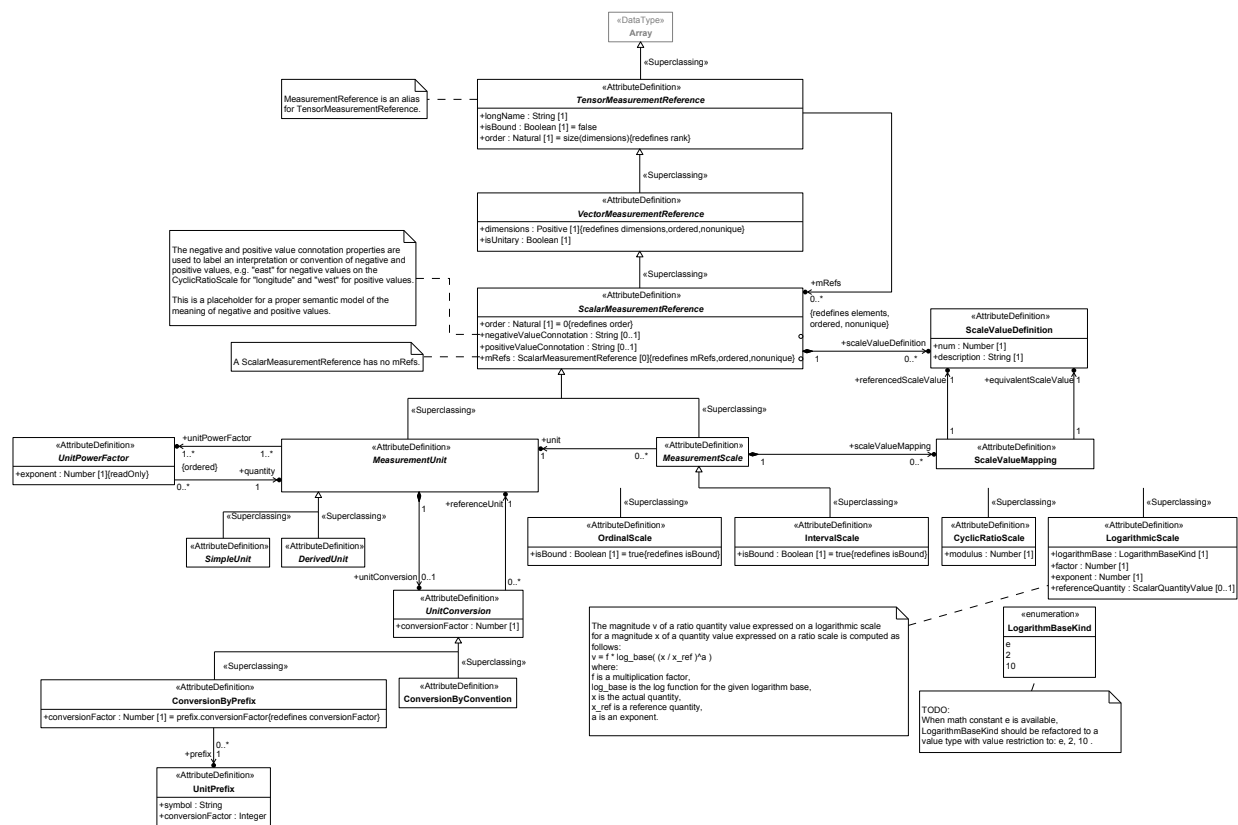 «DataType»
Array
«Superclassing»
MeasurementReference is an alias
for TensorMeasurementReference.
«AttributeDefinition»
TensorMeasurementReference
+longName : String [1]
+isBound : Boolean [1] = false
+order : Natural [1] = size(dimensions){redefines rank}
«Superclassing»
«AttributeDefinition»
VectorMeasurementReference
+dimensions : Positive [1]{redefines dimensions,ordered,nonunique}
+isUnitary : Boolean [1]
«Superclassing»
The negative and positive value connotation properties are
used to label an interpretation or convention of negative and
positive values, e.g. "east" for negative values on the
CyclicRatioScale for "longitude" and "west" for positive values.
This is a placeholder for a proper semantic model of the
meaning of negative and positive values.
+mRefs
0..*
{redefines elements,
ordered, nonunique}
«AttributeDefinition»
ScalarMeasurementReference
+order : Natural [1] = 0{redefines order}
+negativeValueConnotation : String [0..1]
+positiveValueConnotation : String [0..1]
+mRefs : ScalarMeasurementReference [0]{redefines mRefs,ordered,nonunique}
A ScalarMeasurementReference has no mRefs.
+scaleValueDefinition
1
0..*
«AttributeDefinition»
ScaleValueDefinition
+num : Number [1]
+description : String [1]
+referencedScaleValue 1
+equivalentScaleValue 1
1
1
«Superclassing»
«Superclassing»
«AttributeDefinition»
UnitPowerFactor
+exponent : Number [1]{readOnly}
+unitPowerFactor
1..*
1..*
{ordered}
+quantity
0..*
1
«AttributeDefinition»
MeasurementUnit
+unit
1
0..*
«AttributeDefinition»
MeasurementScale
+scaleValueMapping
1
0..*
«AttributeDefinition»
ScaleValueMapping
«Superclassing»
«Superclassing»
1
+referenceUnit 1
«Superclassing»
«Superclassing»
«Superclassing»
«Superclassing»
«AttributeDefinition»
SimpleUnit
«AttributeDefinition»
DerivedUnit
«AttributeDefinition»
OrdinalScale
+isBound : Boolean [1] = true{redefines isBound}
«AttributeDefinition»
IntervalScale
+isBound : Boolean [1] = true{redefines isBound}
«AttributeDefinition»
CyclicRatioScale
+modulus : Number [1]
«AttributeDefinition»
LogarithmicScale
+logarithmBase : LogarithmBaseKind [1]
+factor : Number [1]
+exponent : Number [1]
+referenceQuantity : ScalarQuantityValue [0..1]
+unitConversion 0..1
0..*
«AttributeDefinition»
UnitConversion
+conversionFactor : Number [1]
The magnitude v of a ratio quantity value expressed on a logarithmic scale
for a magnitude x of a quantity value expressed on a ratio scale is computed as
follows:
v = f * log_base( (x / x_ref )^a )
where:
f is a multiplication factor,
log_base is the log function for the given logarithm base,
x is the actual quantity,
x_ref is a reference quantity,
a is an exponent.
«enumeration»
LogarithmBaseKind
e
2
10
«Superclassing»
«Superclassing»
«AttributeDefinition»
ConversionByPrefix
+conversionFactor : Number [1] = prefix.conversionFactor{redefines conversionFactor}
«AttributeDefinition»
ConversionByConvention
TODO:
When math constant e is available,
LogarithmBaseKind should be refactored to a
value type with value restriction to: e, 2, 10 .
0..*
+prefix 1
«AttributeDefinition»
UnitPrefix
+symbol : String
+conversionFactor : Integer